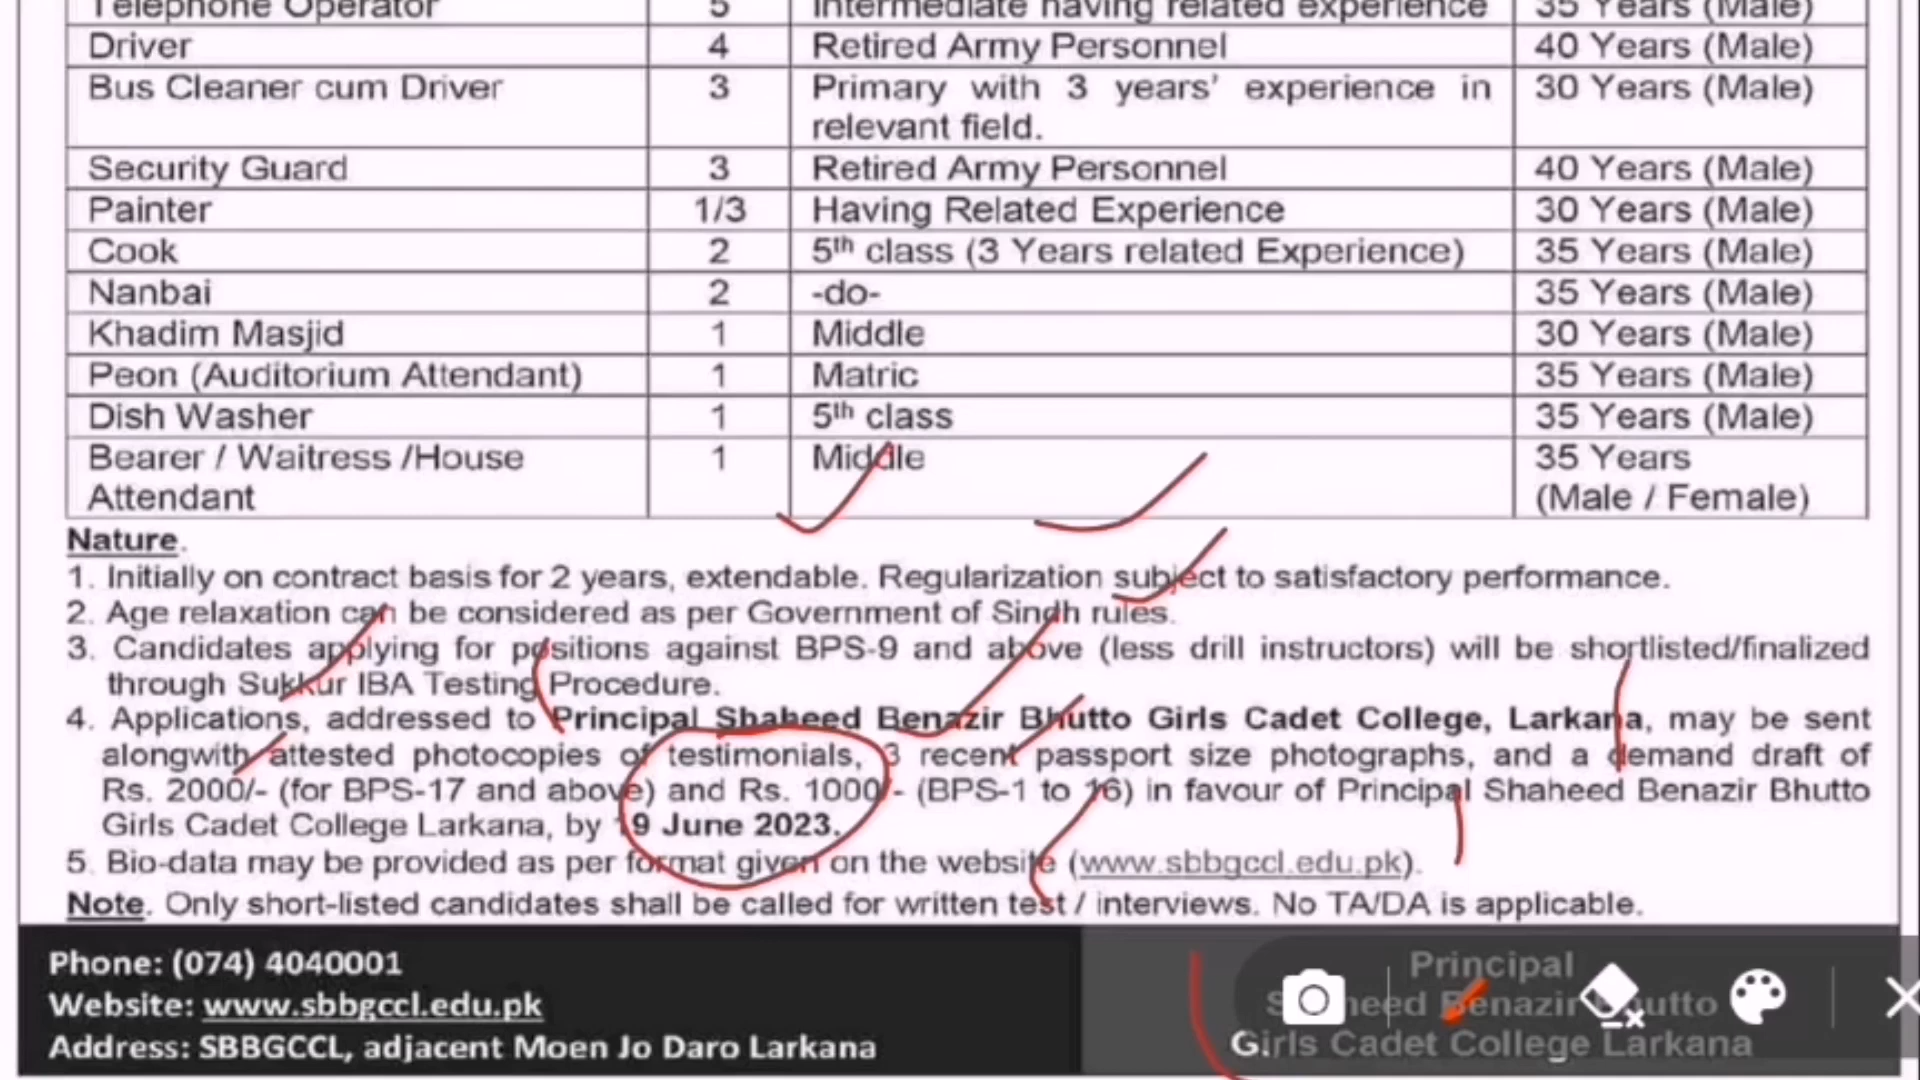 Telephone Operator 5 Intermediate having related experience 35 Years (Male)
Driver 4 Retired Army Personnel 40 Years (Male)
Bus Cleaner cum Driver 3 Primary with 3 years' experience in relevant field. 30 Years (Male)
Security Guard 3 Retired Army Personnel 40 Years (Male)
Painter 1/3 Having Related Experience 30 Years (Male)
Cook 2 5th class (3 Years related Experience) 35 Years (Male)
Nanbai 2 -do- 35 Years (Male)
Khadim Masjid 1 Middle 30 Years (Male)
Peon (Auditorium Attendant) 1 Matric 35 Years (Male)
Dish Washer 1 5th class 35 Years (Male)
Bearer / Waitress /House Attendant 1 Middle 35 Years (Male / Female)
Nature.
1. Initially on contract basis for 2 years, extendable. Regularization subject to satisfactory performance.
2. Age relaxation can be considered as per Government of Sindh rules.
3. Candidates applying for positions against BPS-9 and above (less drill instructors) will be shortlisted/finalized
through Sukkur IBA Testing Procedure.
4. Applications, addressed to Principal Shaheed Benazir Bhutto Girls Cadet College, Larkana, may be sent
alongwith attested photocopies of testimonials, 3 recent passport size photographs, and a demand draft of
Rs. 2000/- (for BPS-17 and above) and Rs. 1000/- (BPS-1 to 16) in favour of Principal Shaheed Benazir Bhutto
Girls Cadet College Larkana, by 19 June 2023.
5. Bio-data may be provided as per format given on the website (www.sbbgccl.edu.pk).
Note. Only short-listed candidates shall be called for written test / interviews. No TA/DA is applicable.
Phone: (074) 4040001
Website: www.sbbgccl.edu.pk
Address: SBBGCCL, adjacent Moen Jo Daro Larkana
Principal
Shaheed Benazir Bhutto
Girls Cadet College Larkana